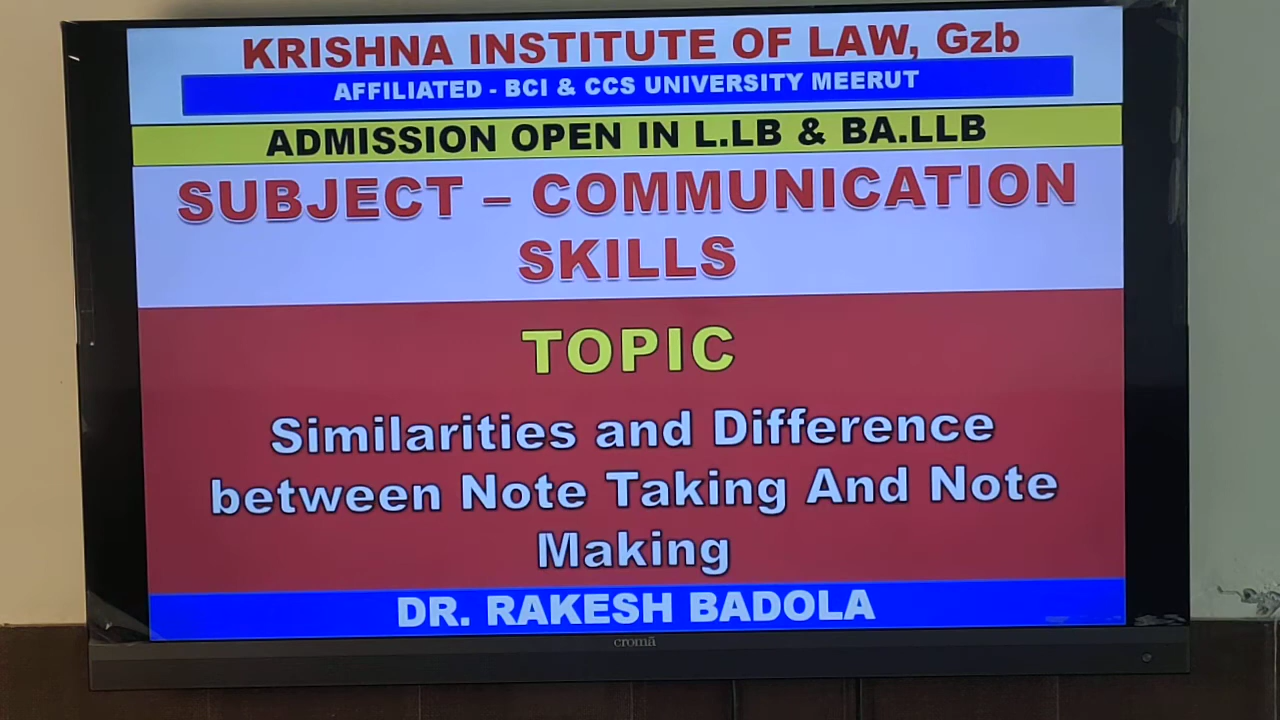 KRISHNA INSTITUTE OF LAW, Gzb
AFFILIATED - BCI & CCS UNIVERSITY MEERUT
ADMISSION OPEN IN L.LB & BA.LLB
SUBJECT – COMMUNICATION
SKILLS
TOPIC
Similarities and Difference
between Note Taking And Note
Making
DR. RAKESH BADOLA
cromā